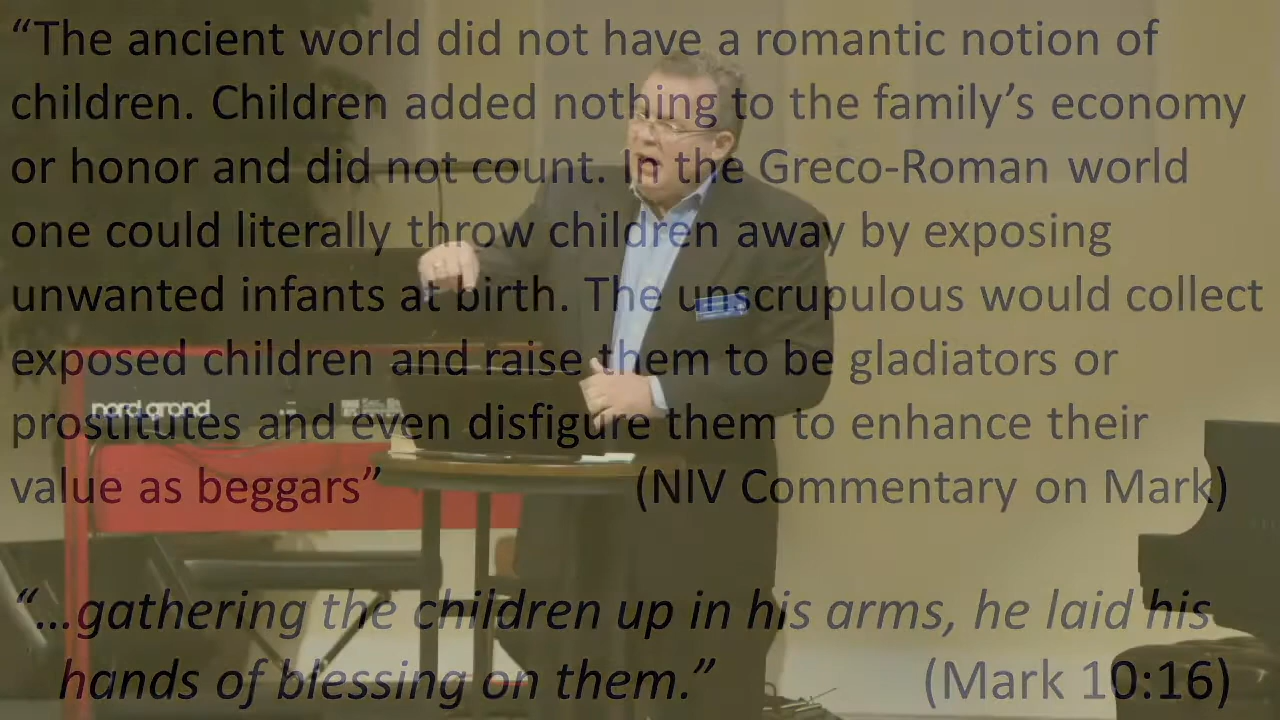 “The ancient world did not have a romantic notion of
children. Children added nothing to the family’s economy
or honor and did not count. In the Greco-Roman world
one could literally throw children away by exposing
unwanted infants at birth. The unscrupulous would collect
exposed children and raise them to be gladiators or
prostitutes and even disfigure them to enhance their
value as beggars” (NIV Commentary on Mark)
“…gathering the children up in his arms, he laid his
hands of blessing on them.” (Mark 10:16)
nord grand